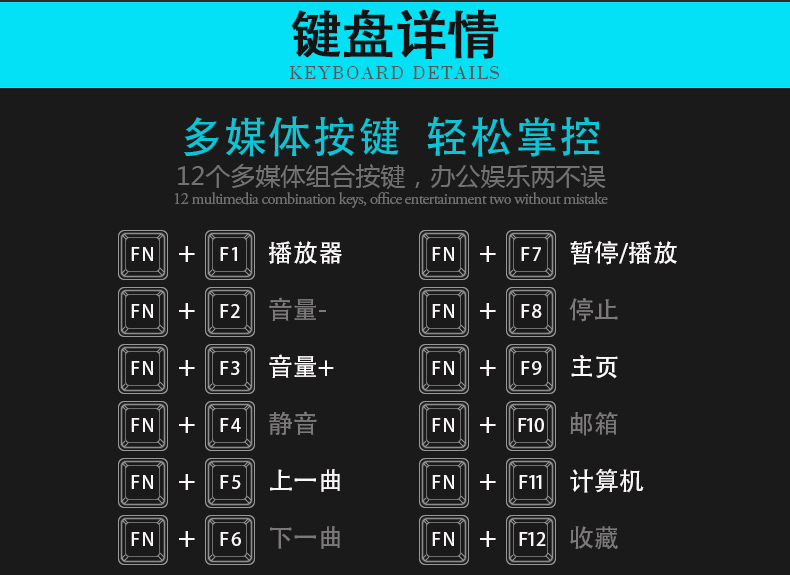 键盘详情
KEYBOARD DETAILS
多媒体按键 轻松掌控
12个多媒体组合按键，办公娱乐两不误
12 multimedia combination keys, office entertainment two without mistake
FN + F1 播放器
FN + F2 音量-
FN + F3 音量+
FN + F4 静音
FN + F5 上一曲
FN + F6 下一曲
FN + F7 暂停/播放
FN + F8 停止
FN + F9 主页
FN + F10 邮箱
FN + F11 计算机
FN + F12 收藏